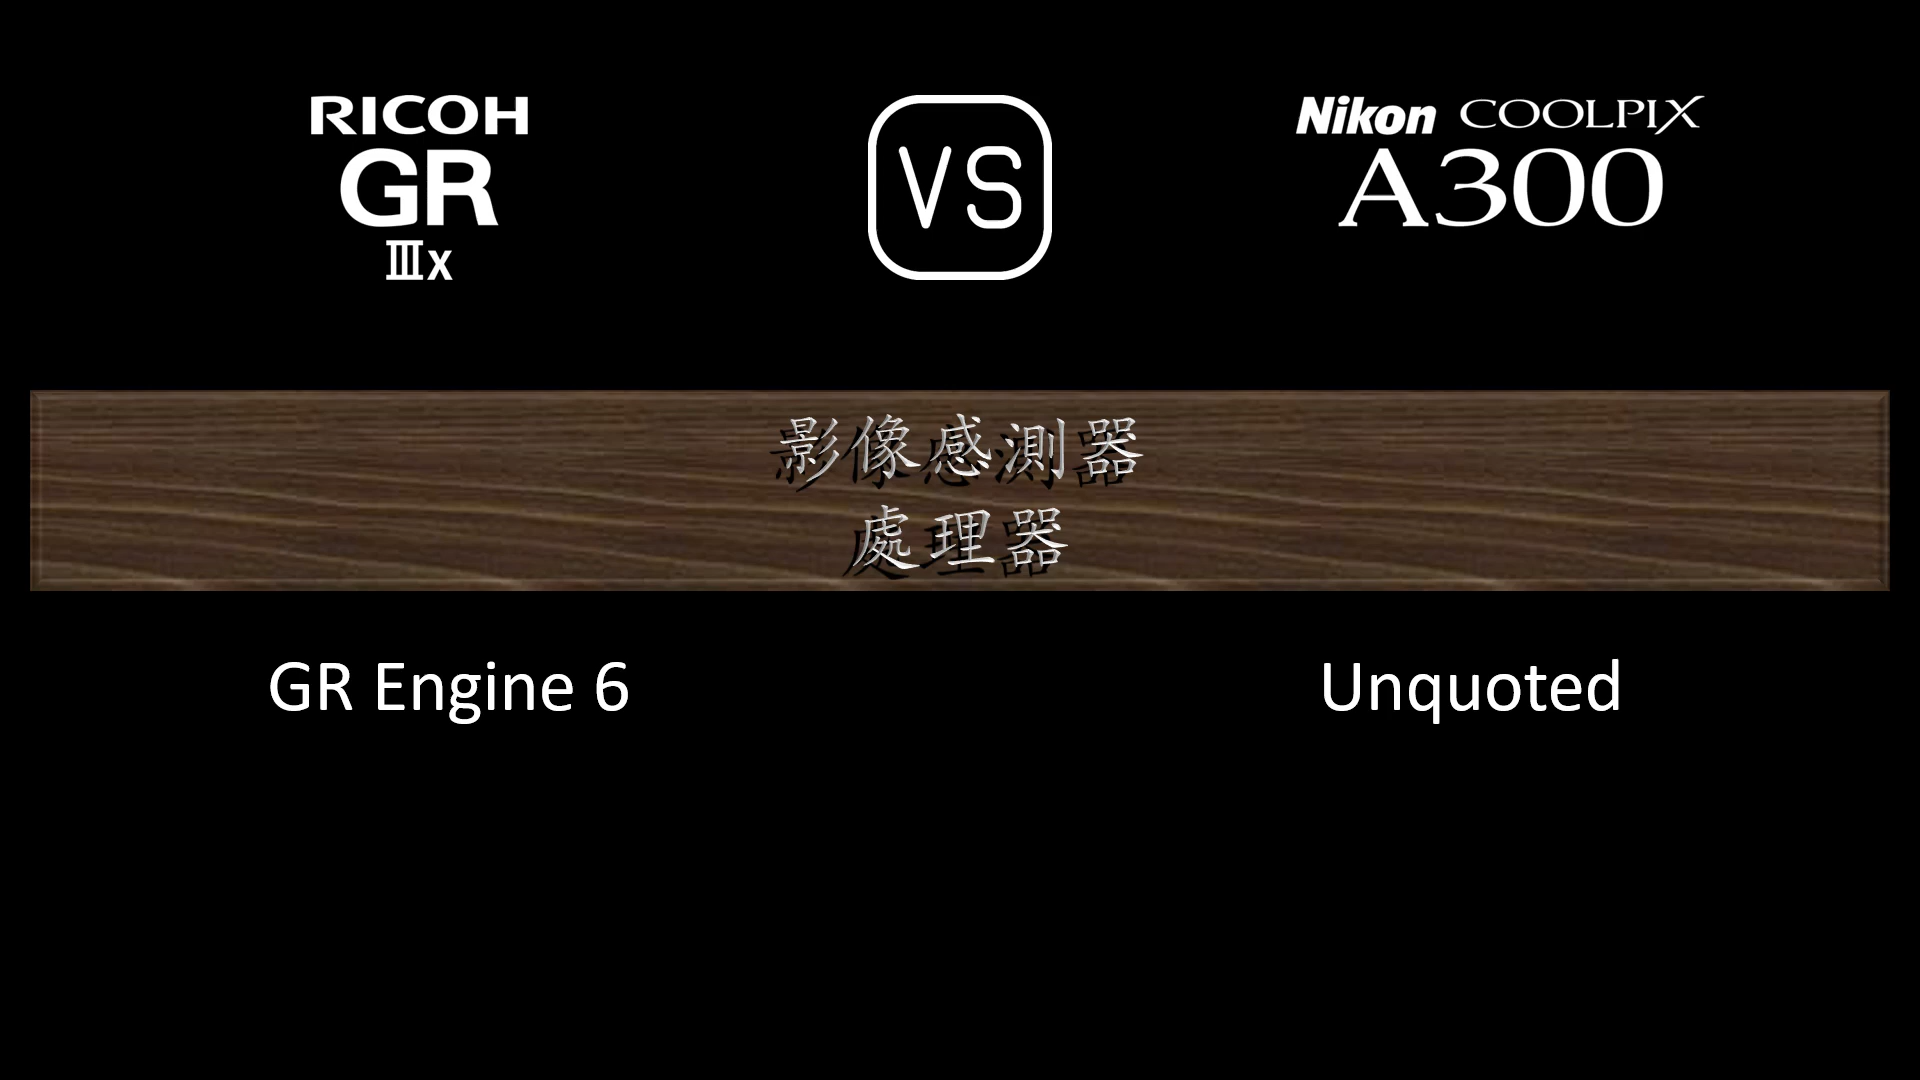 RICOH
GR
IIIx
VS
Nikon COOLPIX
A300
影像感測器
處理器
GR Engine 6
Unquoted